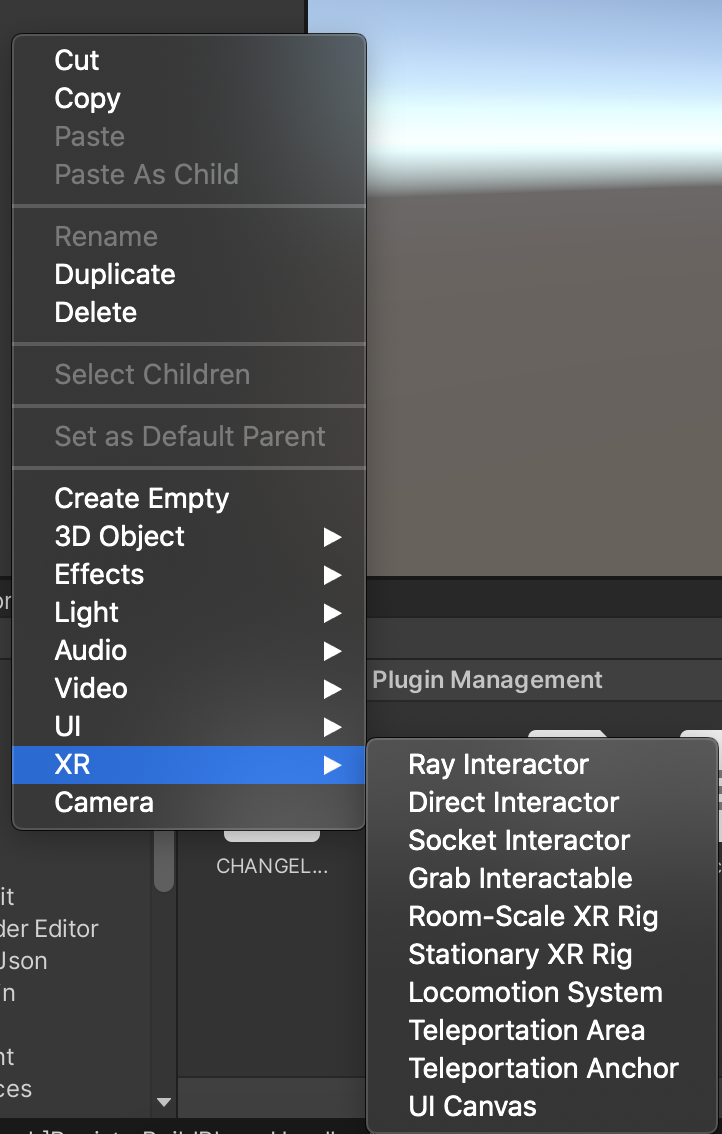 Cut
Copy
Paste
Paste As Child
Rename
Duplicate
Delete
Select Children
Set as Default Parent
Create Empty
3D Object
Effects
Light
Audio
Video
UI
XR
Camera
Plugin Management
Ray Interactor
Direct Interactor
Socket Interactor
Grab Interactable
Room-Scale XR Rig
Stationary XR Rig
Locomotion System
Teleportation Area
Teleportation Anchor
UI Canvas
CHANGEL...
it
der Editor
Json
in
nt
ces